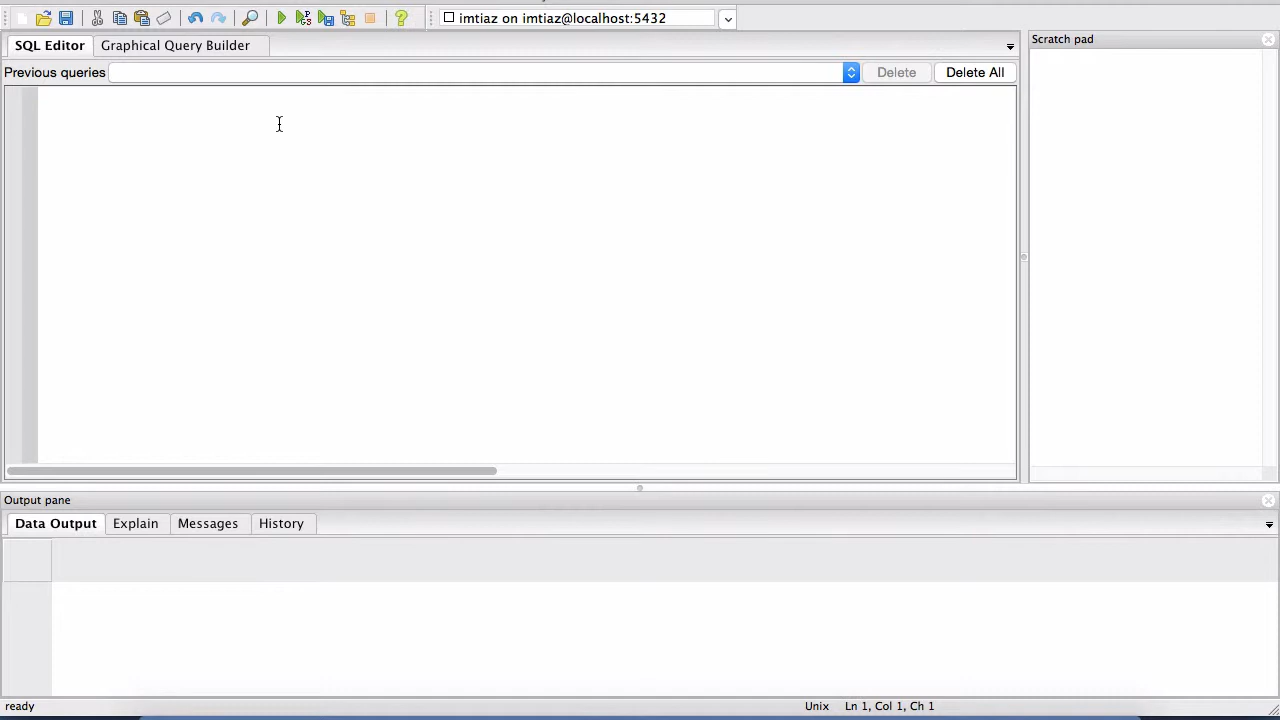 imtiaz on imtiaz@localhost:5432
SQL Editor
Graphical Query Builder
Scratch pad
Previous queries
Delete
Delete All
Output pane
Data Output
Explain
Messages
History
ready
Unix
Ln 1, Col 1, Ch 1